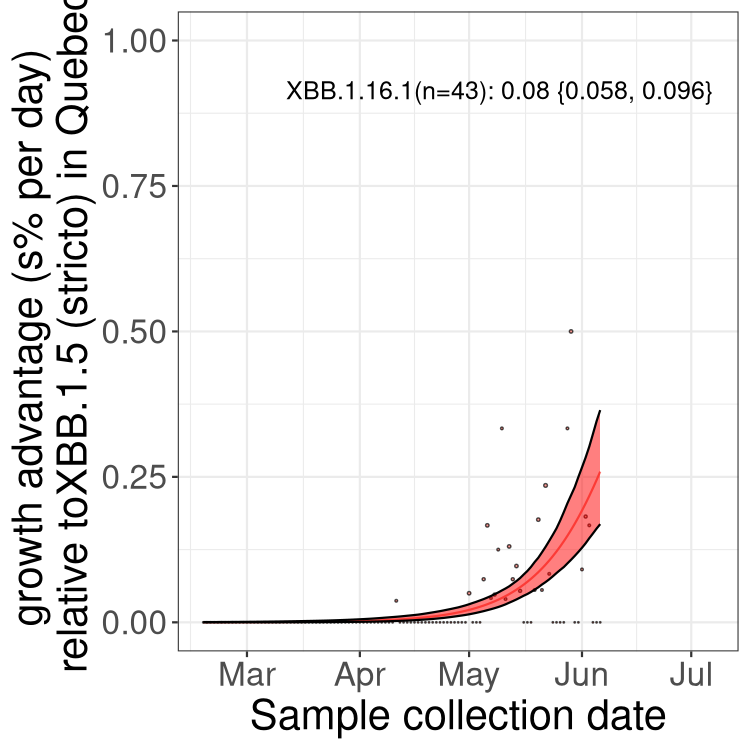 growth advantage (s% per day)
relative toXBB.1.5 (stricto) in Quebec
1.00
0.75
0.50
0.25
0.00
XBB.1.16.1(n=43): 0.08 {0.058, 0.096}
Mar Apr May Jun Jul
Sample collection date